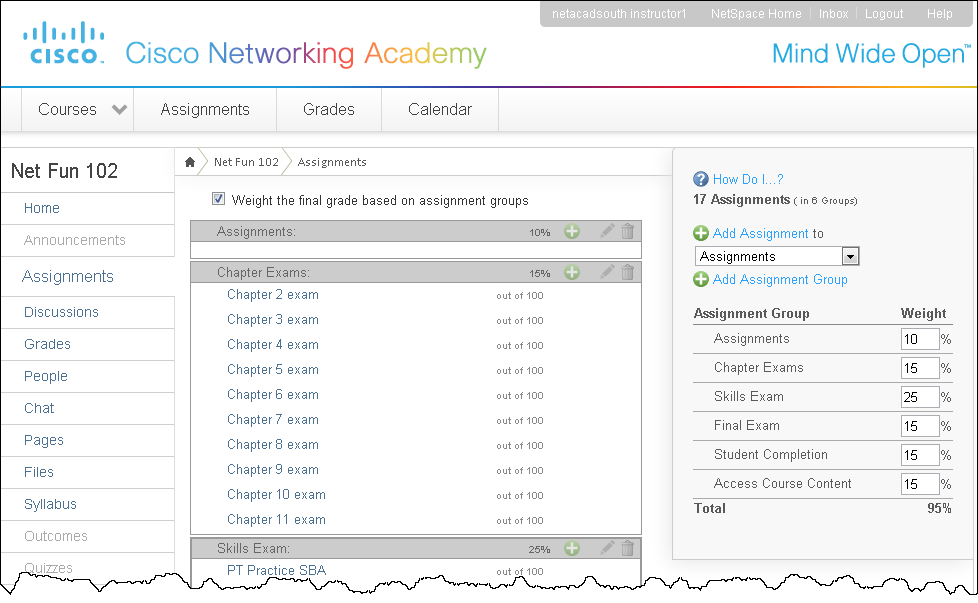 netacadsouth instructor1 NetSpace Home Inbox Logout Help
CISCO.
Cisco Networking Academy
Mind Wide Open™
Courses Assignments Grades Calendar
Net Fun 102
Home
Announcements
Assignments
Discussions
Grades
People
Chat
Pages
Files
Syllabus
Outcomes
Quizzes
Net Fun 102 Assignments
Weight the final grade based on assignment groups
Assignments: 10%
Chapter Exams: 15%
Chapter 2 exam out of 100
Chapter 3 exam out of 100
Chapter 4 exam out of 100
Chapter 5 exam out of 100
Chapter 6 exam out of 100
Chapter 7 exam out of 100
Chapter 8 exam out of 100
Chapter 9 exam out of 100
Chapter 10 exam out of 100
Chapter 11 exam out of 100
Skills Exam: 25%
PT Practice SBA out of 100
? How Do I...?
17 Assignments ( in 6 Groups)
Add Assignment to
Assignments
Add Assignment Group
Assignment Group Weight
Assignments 10 %
Chapter Exams 15 %
Skills Exam 25 %
Final Exam 15 %
Student Completion 15 %
Access Course Content 15 %
Total 95%